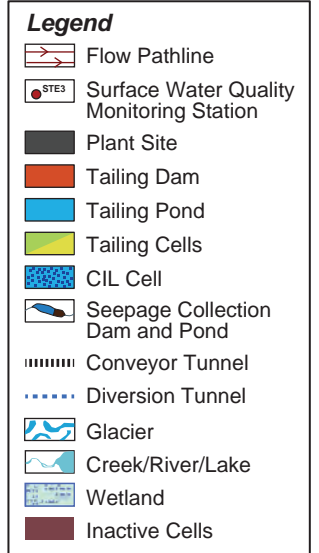 Legend
Flow Pathline
STE3
Surface Water Quality
Monitoring Station
Plant Site
Tailing Dam
Tailing Pond
Tailing Cells
CIL Cell
Seepage Collection
Dam and Pond
Conveyor Tunnel
Diversion Tunnel
Glacier
Creek/River/Lake
Wetland
Inactive Cells